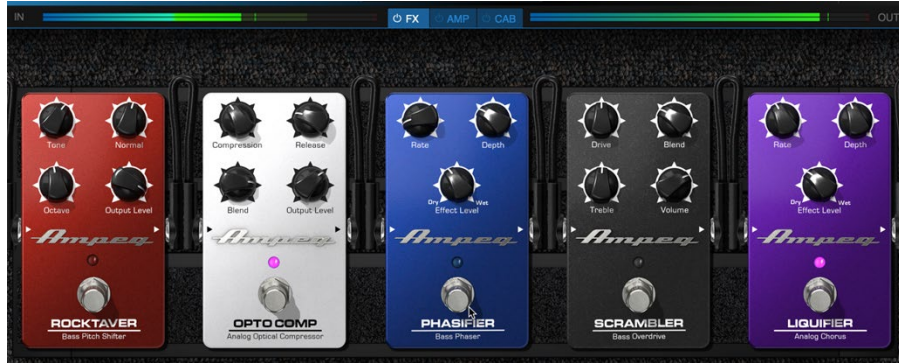 IN
FX
AMP
CAB
OUT
Tone Normal
Octave Output Level
Ampeg
ROCKTAVER
Bass Pitch Shifter
Compression Release
Blend Output Level
Ampeg
OPTO COMP
Analog Optical Compressor
Rate Depth
Dry Wet
Effect Level
Ampeg
PHASIFIER
Bass Phaser
Drive Blend
Treble Volume
Ampeg
SCRAMBLER
Bass Overdrive
Rate Depth
Dry Wet
Effect Level
Ampeg
LIQUIFIER
Analog Chorus